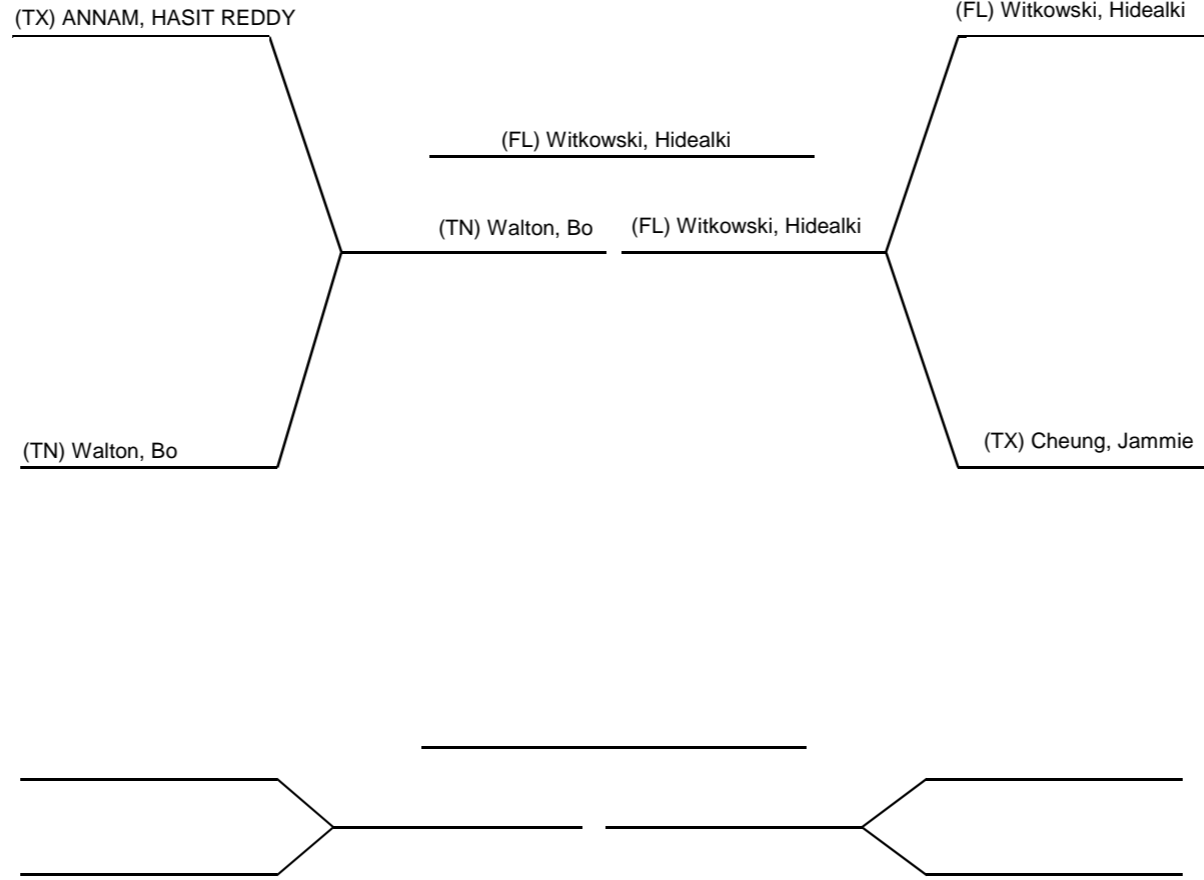 (TX) ANNAM, HASIT REDDY
(FL) Witkowski, Hidealki
(FL) Witkowski, Hidealki
(TN) Walton, Bo
(FL) Witkowski, Hidealki
(TN) Walton, Bo
(TX) Cheung, Jammie